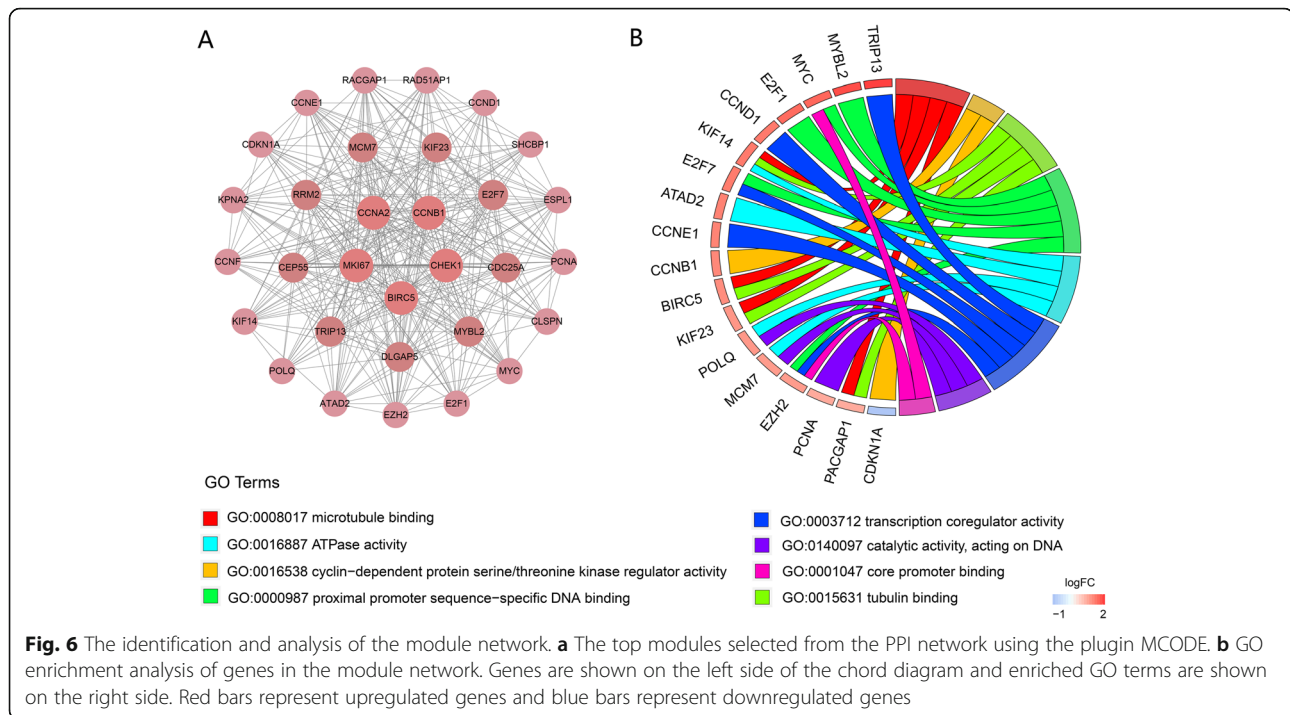 A
RACGAP1
RAD51AP1
CCNE1
CCND1
CDKN1A
MCM7
KIF23
SHCBP1
KPNA2
RRM2
CCNA2
CCNB1
E2F7
ESPL1
CCNF
CEP55
MKI67
CHEK1
CDC25A
PCNA
BIRC5
KIF14
TRIP13
MYBL2
CLSPN
DLGAP5
POLQ
MYC
ATAD2
EZH2
E2F1
B
TRIP13
MYBL2
MYC
E2F1
CCND1
KIF14
E2F7
ATAD2
CCNE1
CCNB1
BIRC5
KIF23
POLQ
MCM7
EZH2
PCNA
PACGAP1
CDKN1A
GO Terms
GO:0008017 microtubule binding
GO:0016887 ATPase activity
GO:0016538 cyclin−dependent protein serine/threonine kinase regulator activity
GO:0000987 proximal promoter sequence−specific DNA binding
GO:0003712 transcription coregulator activity
GO:0140097 catalytic activity, acting on DNA
GO:0001047 core promoter binding
GO:0015631 tubulin binding
logFC
−1 2
Fig. 6 The identification and analysis of the module network. a The top modules selected from the PPI network using the plugin MCODE. b GO
enrichment analysis of genes in the module network. Genes are shown on the left side of the chord diagram and enriched GO terms are shown
on the right side. Red bars represent upregulated genes and blue bars represent downregulated genes